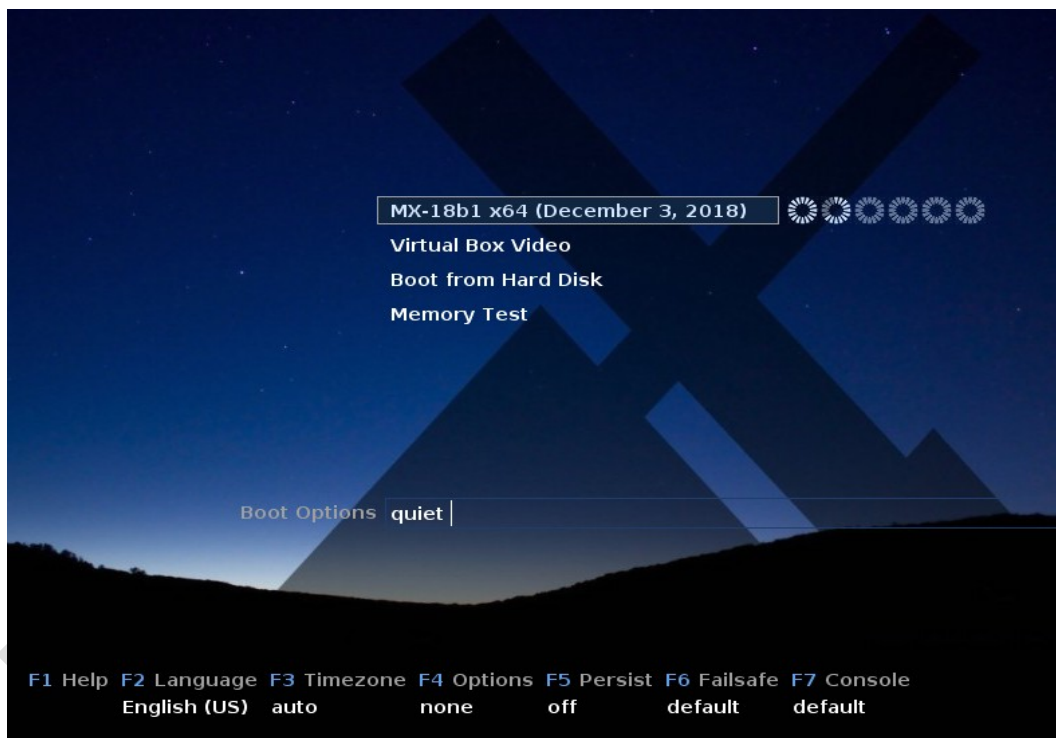 MX-18b1 x64 (December 3, 2018)
Virtual Box Video
Boot from Hard Disk
Memory Test
Boot Options quiet
F1 Help F2 Language F3 Timezone F4 Options F5 Persist F6 Failsafe F7 Console
English (US) auto none off default default